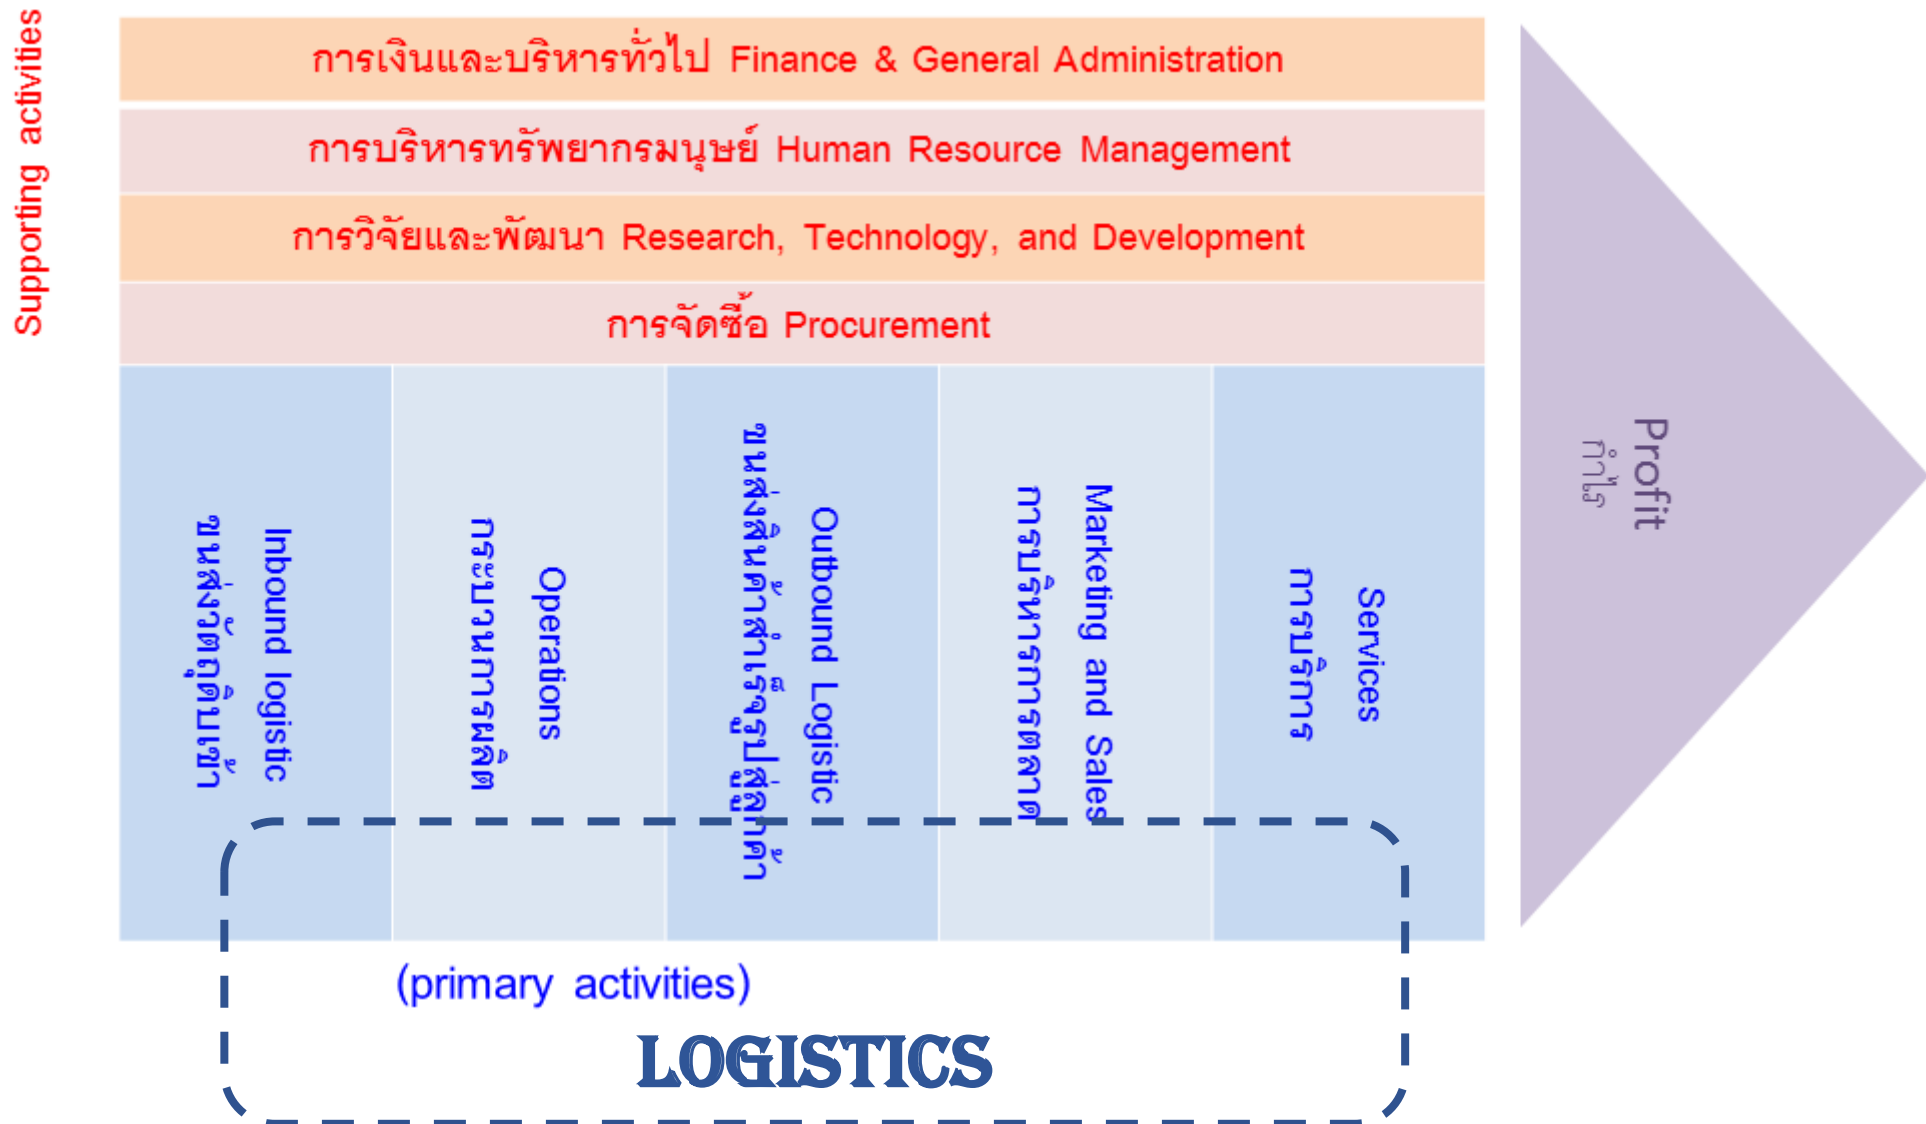 Supporting activities
การเงินและบริหารทั่วไป Finance & General Administration
การบริหารทรัพยากรมนุษย์ Human Resource Management
การวิจัยและพัฒนา Research, Technology, and Development
การจัดซื้อ Procurement
Inbound logistic
ขนส่งวัตถุดิบเข้า
Operations
กระบวนการผลิต
Outbound Logistic
ขนส่งสินค้าสำเร็จรูปสู่ลูกค้า
Marketing and Sales
การบริหารการตลาด
Services
การบริการ
Profit
กำไร
(primary activities)
LOGISTICS